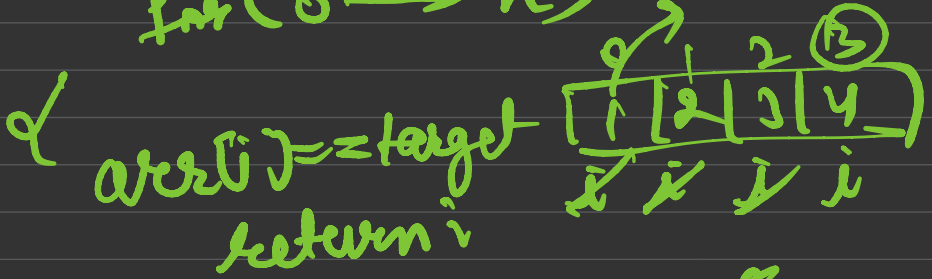 for (0 → n)
0 1 2 3
1 2 3 4
arr[i] == target
i i i i
return i